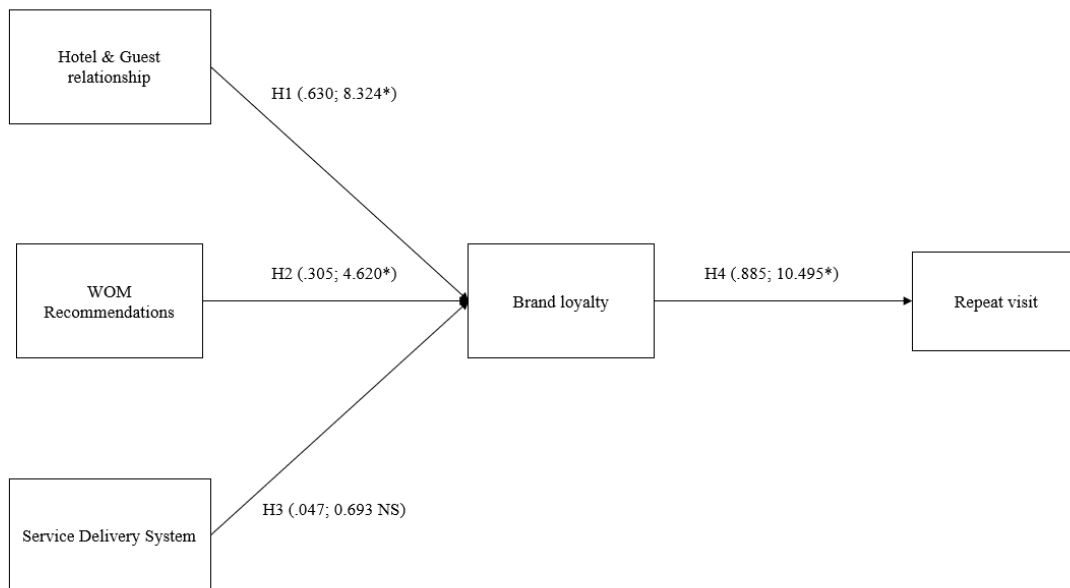 Hotel & Guest
relationship
H1 (.630; 8.324*)
WOM
Recommendations
H2 (.305; 4.620*)
Brand loyalty
H4 (.885; 10.495*)
Repeat visit
H3 (.047; 0.693 NS)
Service Delivery System